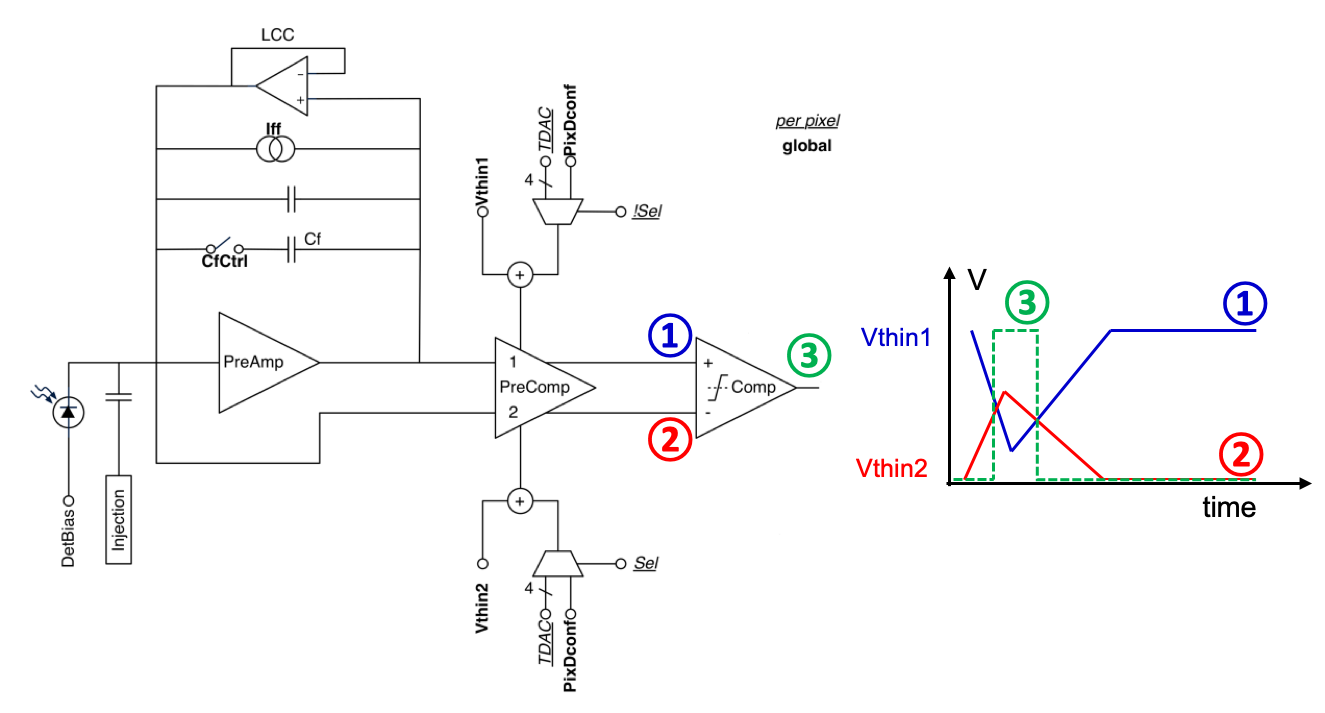 LCC
-
+
Iff
Cf
CfCtrl
Vthin1
TDAC
PixDconf
4
!Sel
+
per pixel
global
PreAmp
1
PreComp
2
1
2
+
Comp
-
3
DetBias
Injection
+
Vthin2
4
Sel
TDAC
PixDconf
V
3
1
Vthin1
Vthin2
2
time